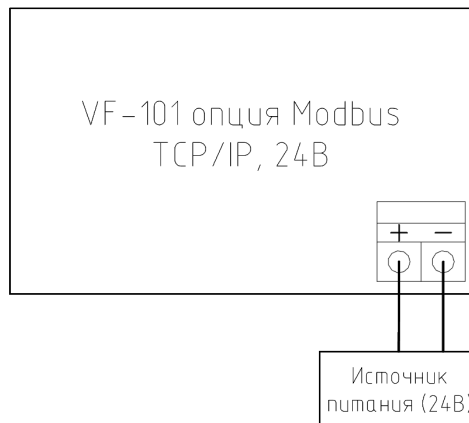 VF-101 опция Modbus
TCP/IP, 24В
+ -
Источник
питания (24В)